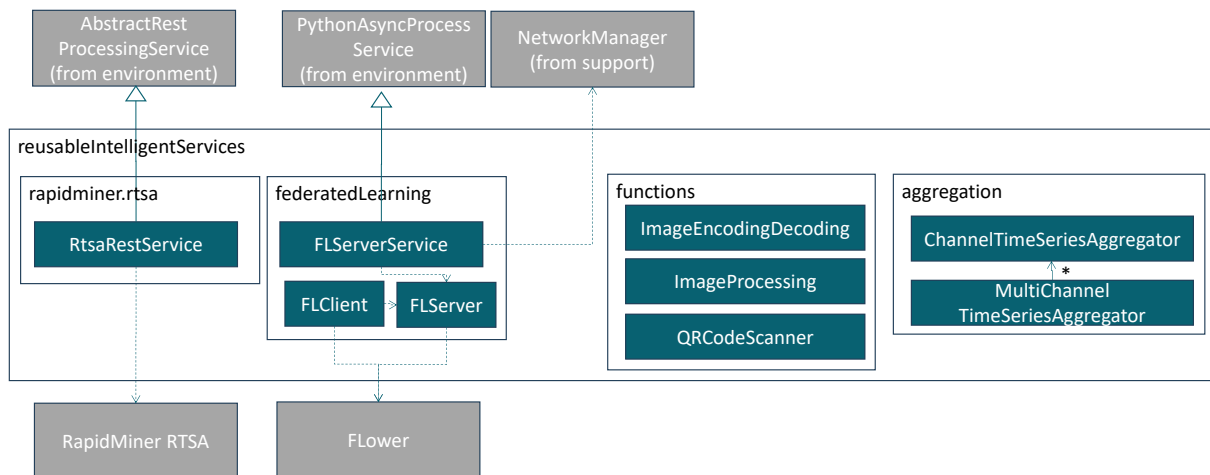 AbstractRest
ProcessingService
(from environment)
PythonAsyncProcess
Service
(from environment)
NetworkManager
(from support)
reusableIntelligentServices
rapidminer.rtsa
RtsaRestService
federatedLearning
FLServerService
FLClient
FLServer
functions
ImageEncodingDecoding
ImageProcessing
QRCodeScanner
aggregation
ChannelTimeSeriesAggregator
*
MultiChannel
TimeSeriesAggregator
RapidMiner RTSA
FLower